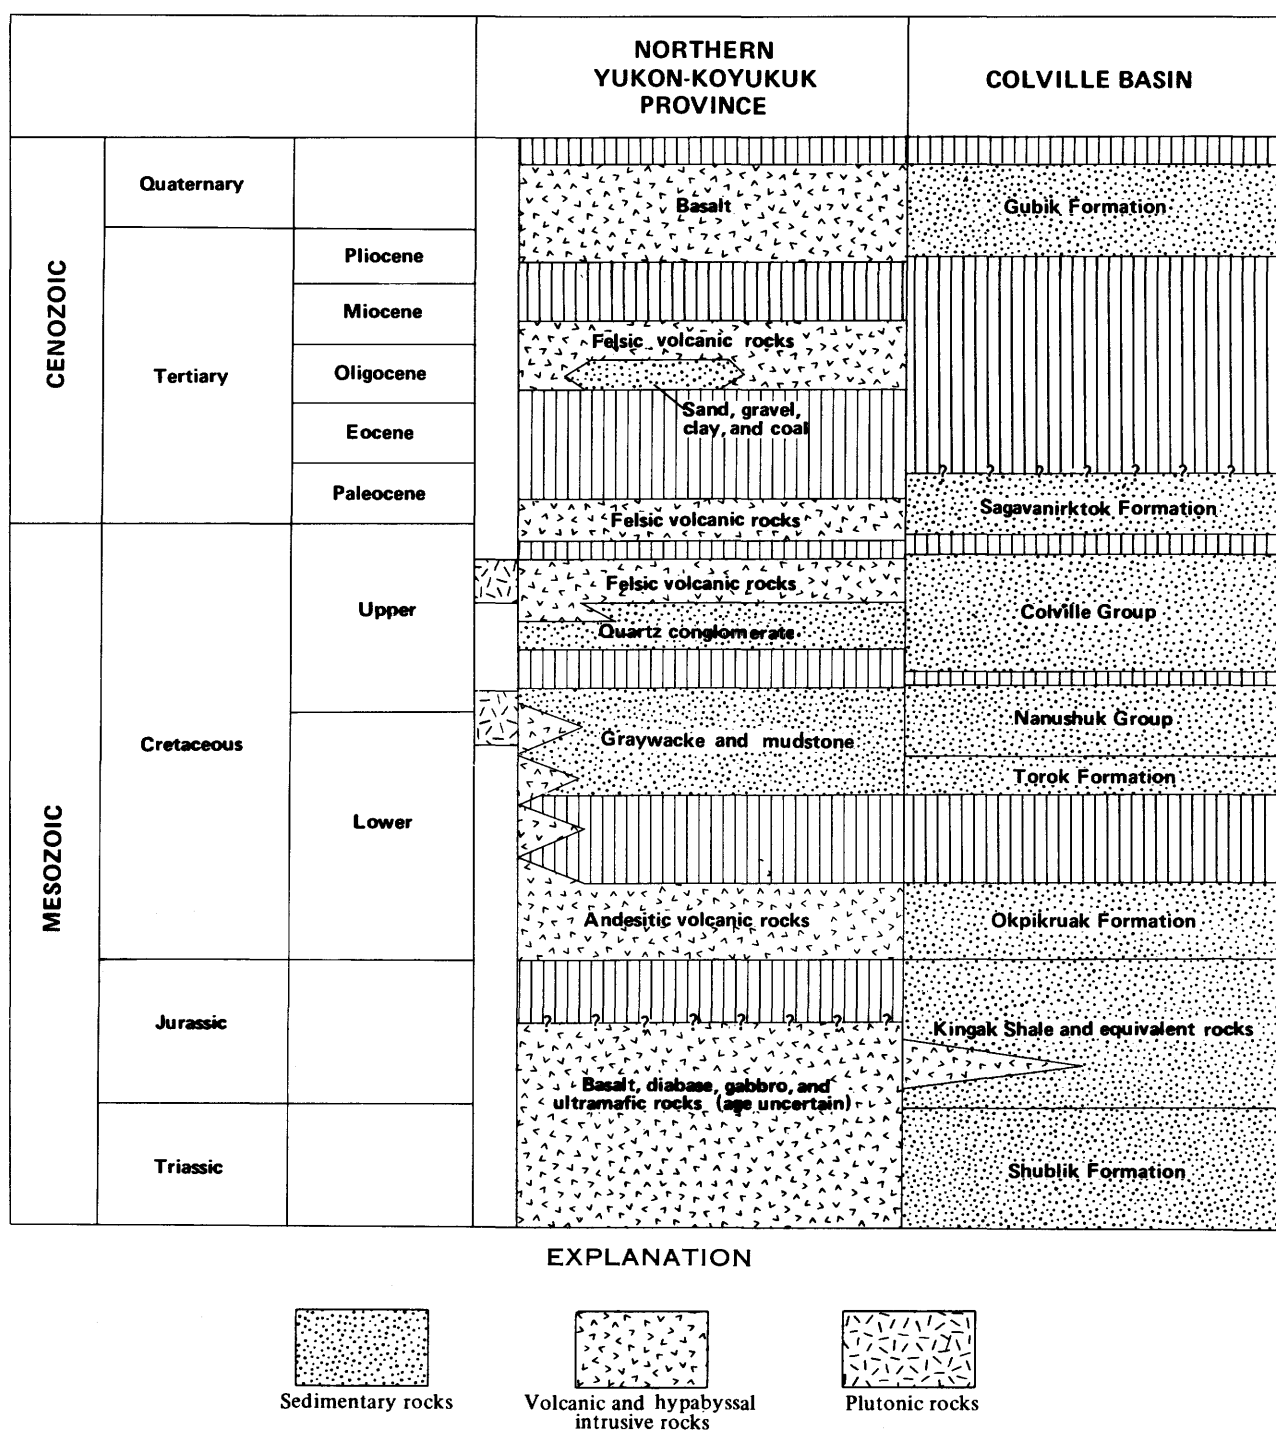 NORTHERN
YUKON-KOYUKUK
PROVINCE
COLVILLE BASIN
CENOZOIC
Quaternary
Basalt
Gubik Formation
Tertiary
Pliocene
Miocene
Felsic volcanic rocks
Oligocene
Sand, gravel,
clay, and coal
Eocene
? ? ? ? ? ? ?
Paleocene
Felsic volcanic rocks
Sagavanirktok Formation
MESOZOIC
Cretaceous
Upper
Felsic volcanic rocks
Quartz conglomerate
Colville Group
Graywacke and mudstone
Nanushuk Group
Torok Formation
Lower
Andesitic volcanic rocks
Okpikruak Formation
Jurassic
? ? ? ? ? ? ? ?
Kingak Shale and equivalent rocks
Basalt, diabase, gabbro, and
ultramafic rocks (age uncertain)
Triassic
Shublik Formation
EXPLANATION
Sedimentary rocks
Volcanic and hypabyssal
intrusive rocks
Plutonic rocks